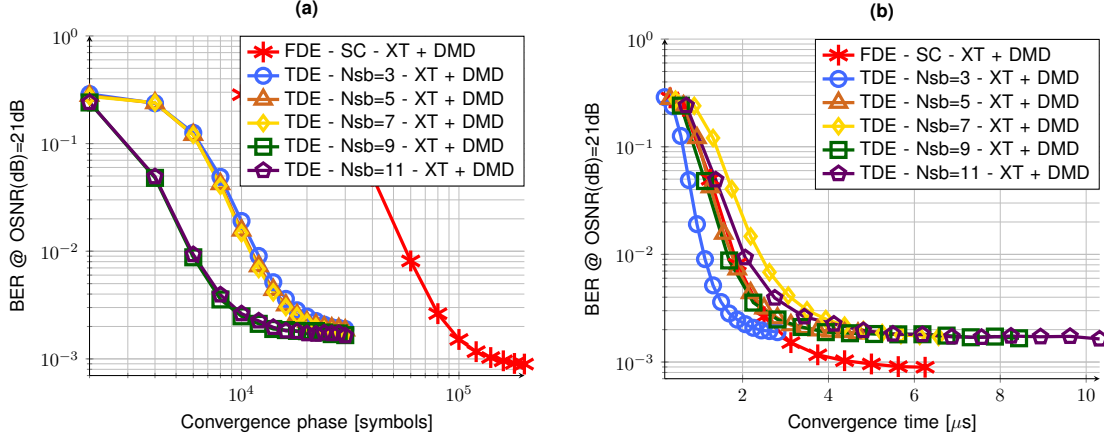 (a)
10^0
10^{-1}
10^{-2}
10^{-3}
BER @ OSNR(dB)=21dB
FDE - SC - XT + DMD
TDE - Nsb=3 - XT + DMD
TDE - Nsb=5 - XT + DMD
TDE - Nsb=7 - XT + DMD
TDE - Nsb=9 - XT + DMD
TDE - Nsb=11 - XT + DMD
10^4 10^5
Convergence phase [symbols]
(b)
10^0
10^{-1}
10^{-2}
10^{-3}
BER @ OSNR(dB)=21dB
FDE - SC - XT + DMD
TDE - Nsb=3 - XT + DMD
TDE - Nsb=5 - XT + DMD
TDE - Nsb=7 - XT + DMD
TDE - Nsb=9 - XT + DMD
TDE - Nsb=11 - XT + DMD
2 4 6 8 10
Convergence time [μs]